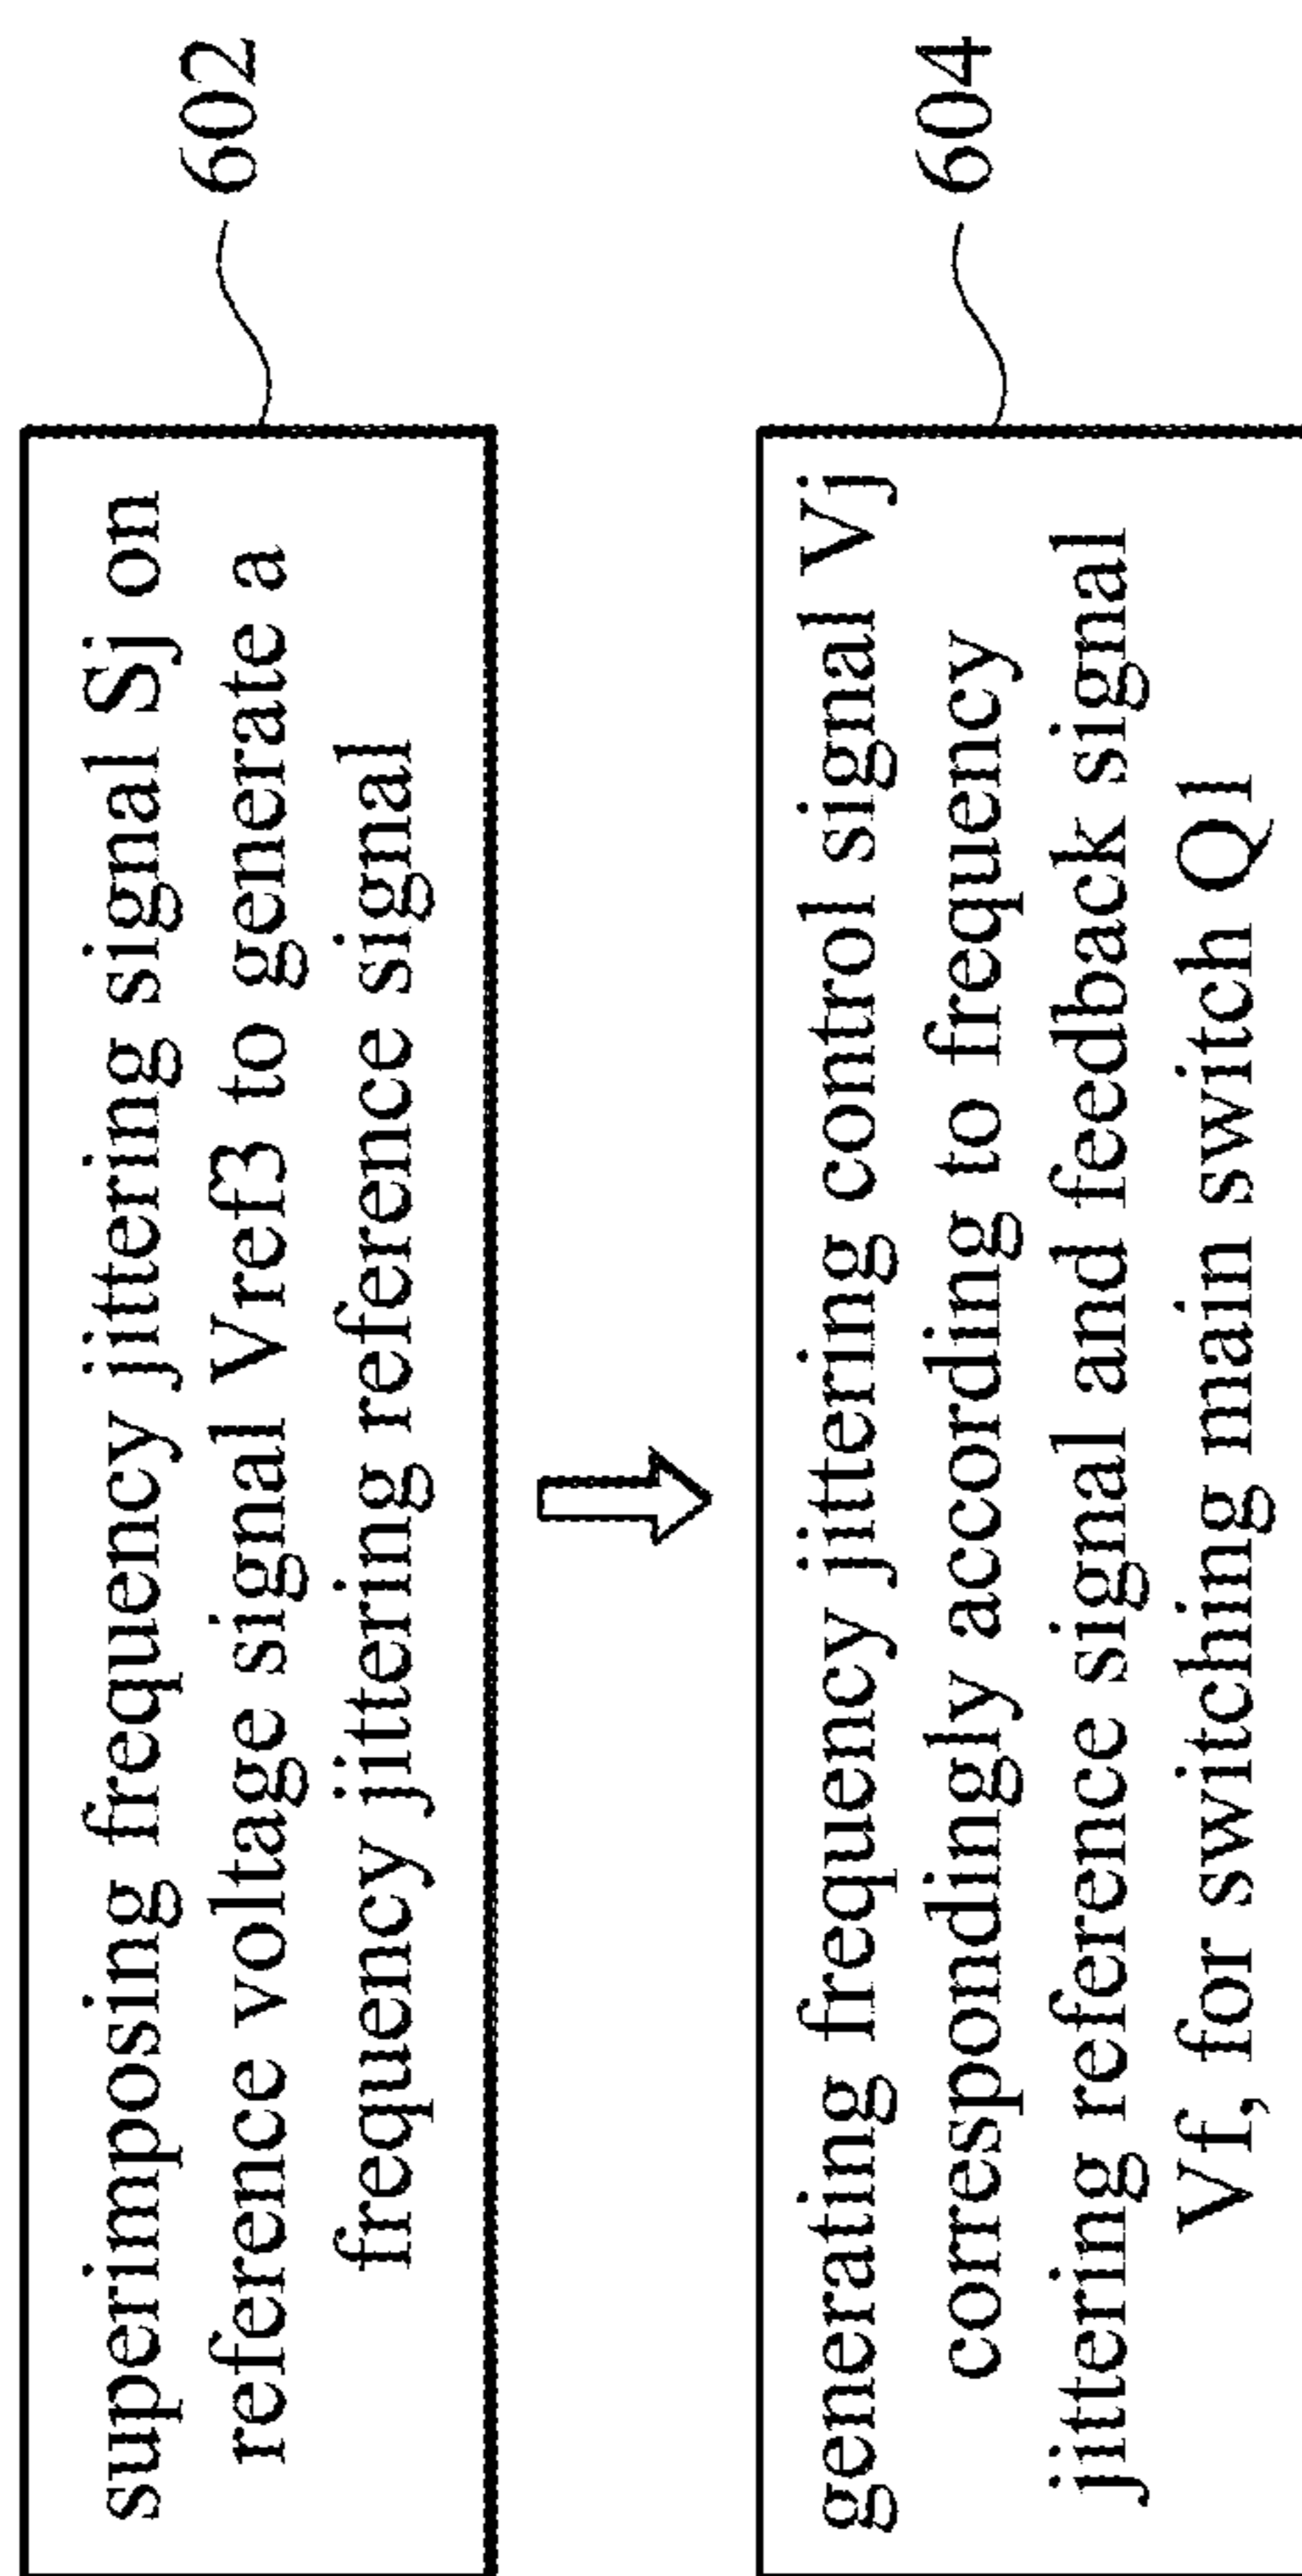 superimposing frequency jittering signal Sj on
reference voltage signal Vref3 to generate a
frequency jittering reference signal
602
generating frequency jittering control signal Vj
correspondingly according to frequency
jittering reference signal and feedback signal
Vf, for switching main switch Q1
604